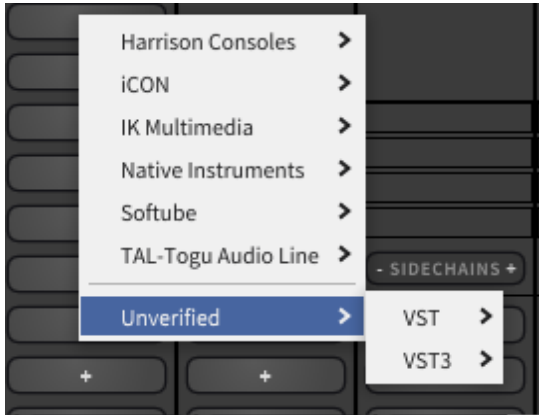 Harrison Consoles
iCON
IK Multimedia
Native Instruments
Softube
TAL-Togu Audio Line
- SIDECHAINS +
Unverified
VST
VST3
+ +